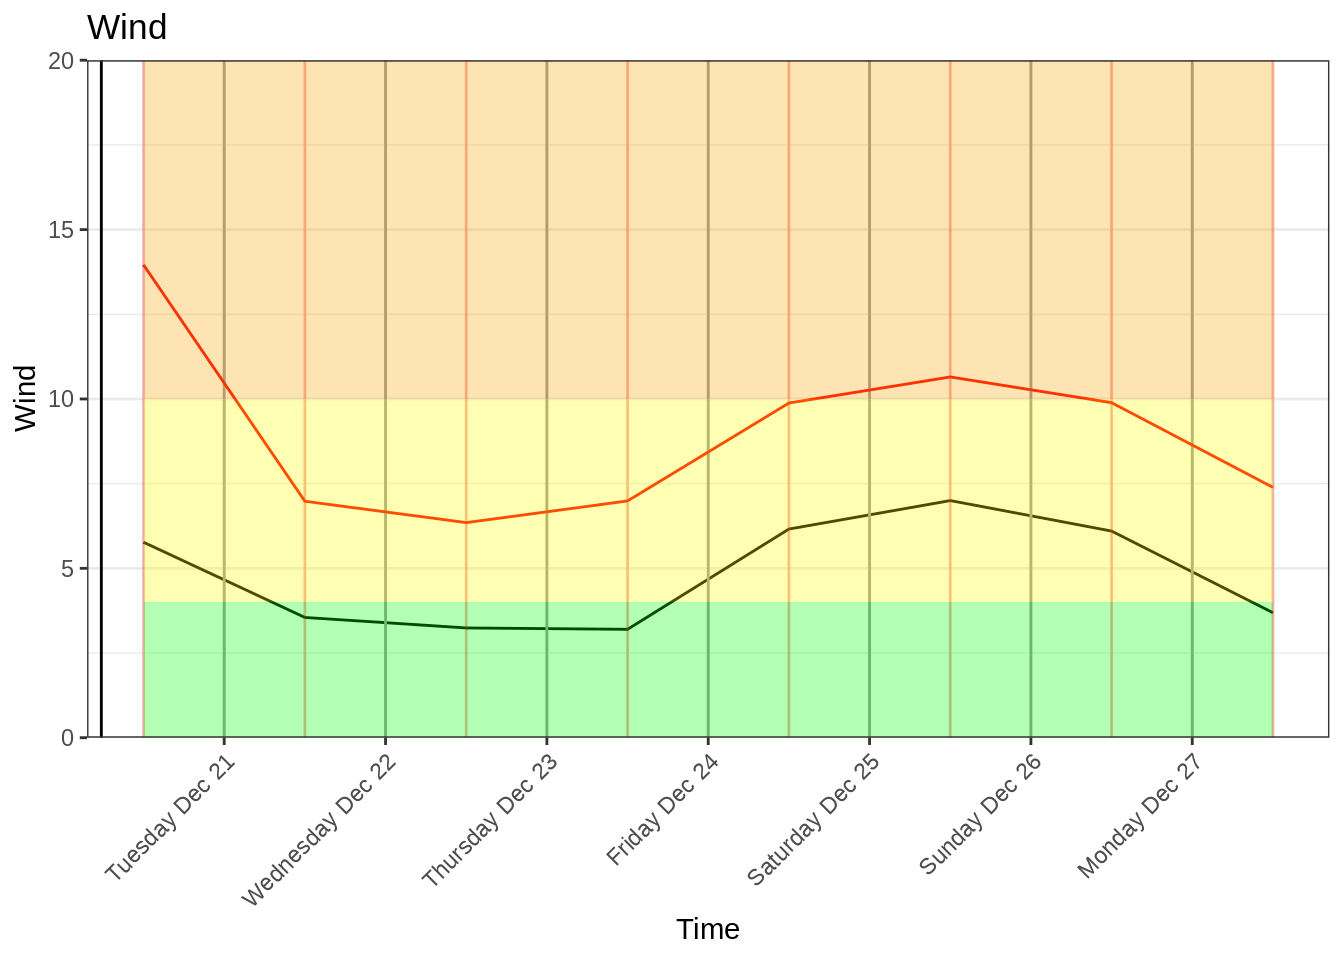 Wind
20
15
10
5
0
Wind
Tuesday Dec 21
Wednesday Dec 22
Thursday Dec 23
Friday Dec 24
Saturday Dec 25
Sunday Dec 26
Monday Dec 27
Time